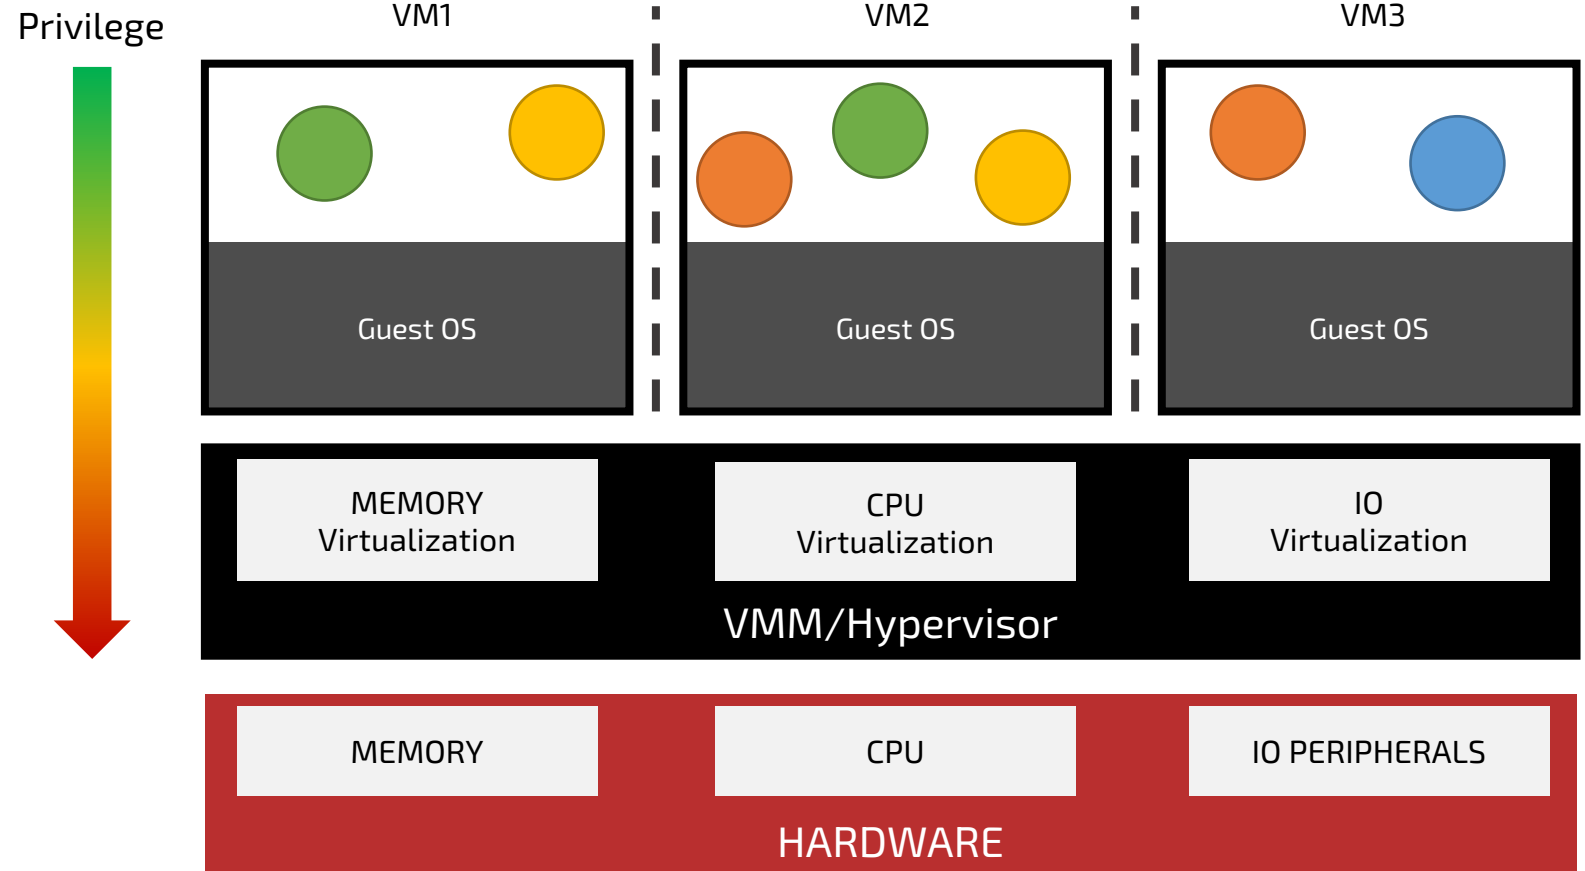 Privilege
VM1
VM2
VM3
Guest OS
Guest OS
Guest OS
MEMORY
Virtualization
CPU
Virtualization
IO
Virtualization
VMM/Hypervisor
MEMORY
CPU
IO PERIPHERALS
HARDWARE